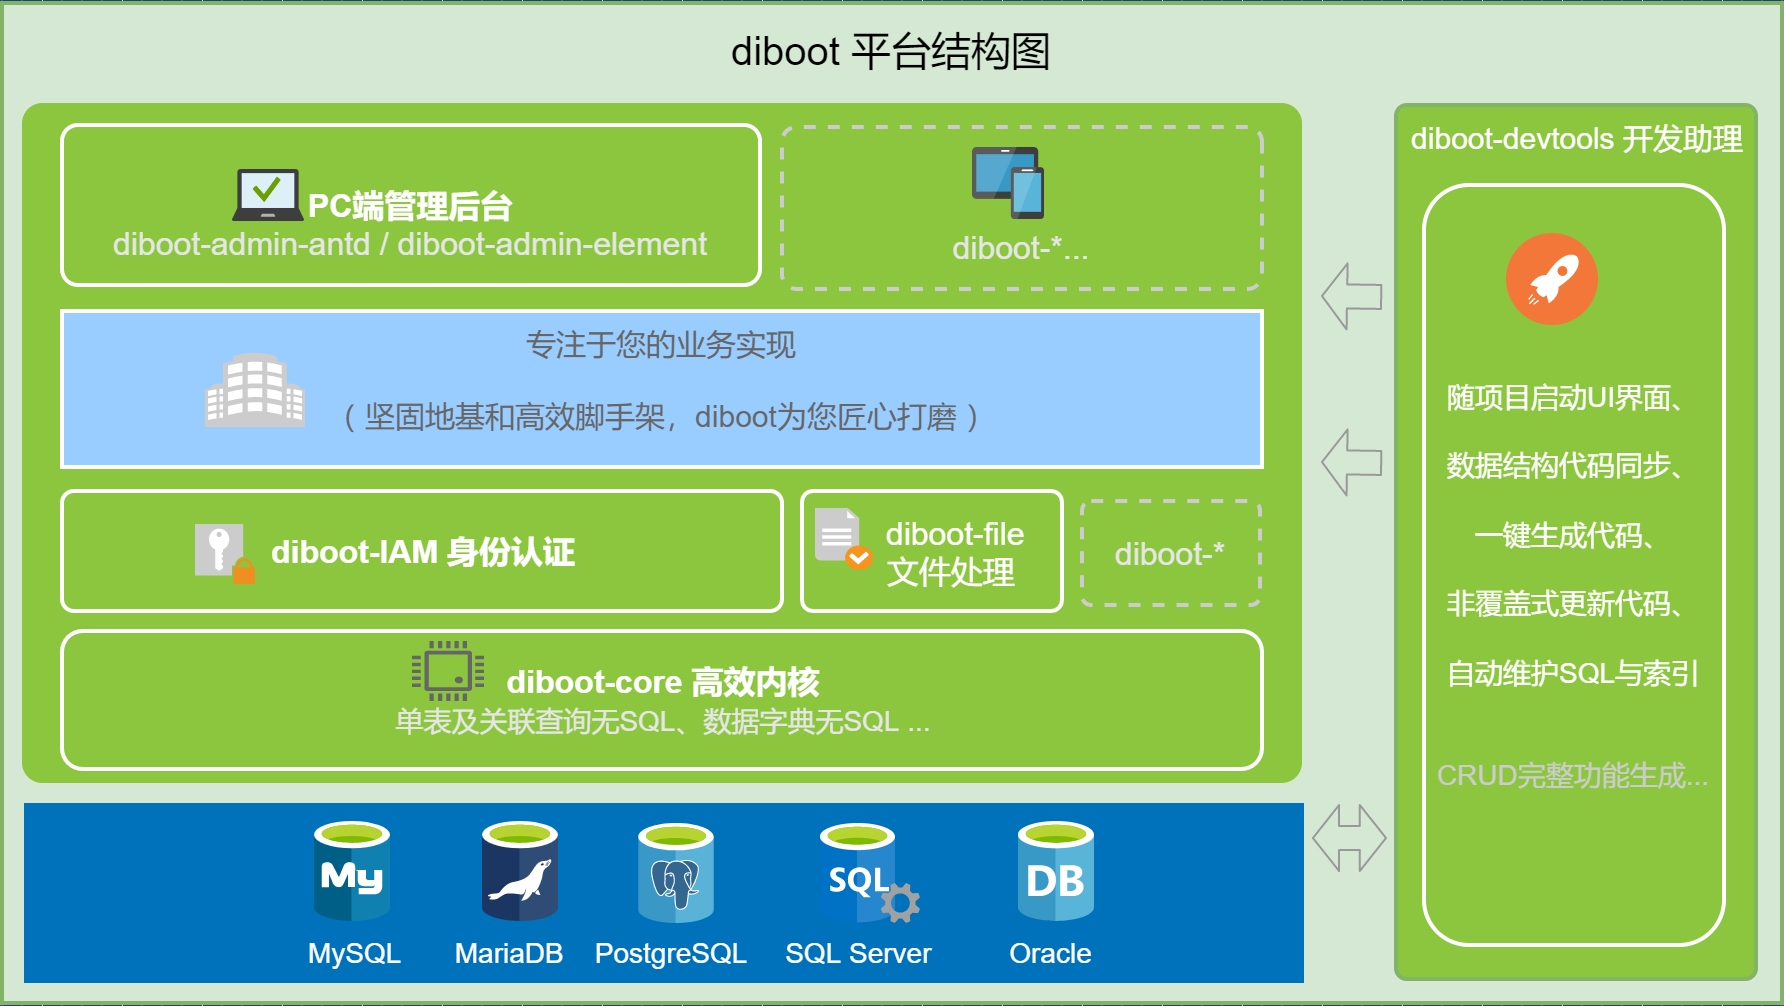 diboot 平台结构图
PC端管理后台
diboot-admin-antd / diboot-admin-element
diboot-*...
专注于您的业务实现
（ 坚固地基和高效脚手架，diboot为您匠心打磨 ）
diboot-IAM 身份认证
diboot-file
文件处理
diboot-*
diboot-core 高效内核
单表及关联查询无SQL、数据字典无SQL ...
My
SQL
DB
MySQL
MariaDB
PostgreSQL
SQL Server
Oracle
diboot-devtools 开发助理
随项目启动UI界面、
数据结构代码同步、
一键生成代码、
非覆盖式更新代码、
自动维护SQL与索引
CRUD完整功能生成...